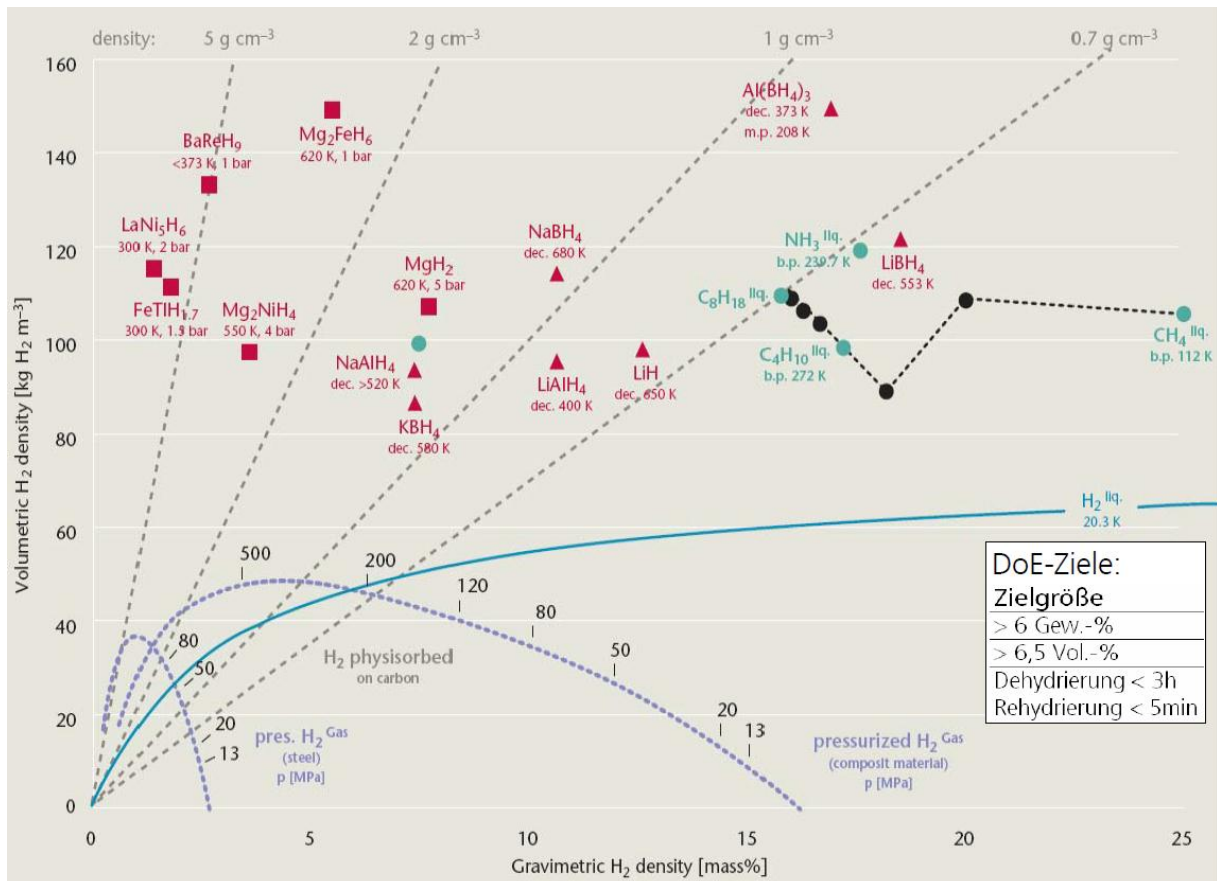 density: 5 g cm⁻³ 2 g cm⁻³ 1 g cm⁻³ 0.7 g cm⁻³
160
140
120
100
80
60
40
20
0
Volumetric H₂ density [kg H₂ m⁻³]
BaReH₉
<373 K, 1 bar
Mg₂FeH₆
620 K, 1 bar
Al(BH₄)₃
dec. 373 K
m.p. 208 K
LaNi₅H₆
300 K, 2 bar
FeTiH₁.₇
300 K, 1.5 bar
Mg₂NiH₄
550 K, 4 bar
MgH₂
620 K, 5 bar
NaBH₄
dec. 680 K
NaAlH₄
dec. >520 K
KBH₄
dec. 580 K
LiAlH₄
dec. 400 K
LiH
dec. 650 K
NH₃ liq.
b.p. 239.7 K
LiBH₄
dec. 553 K
C₈H₁₈ liq.
C₄H₁₀ liq.
b.p. 272 K
CH₄ liq.
b.p. 112 K
H₂ liq.
20.3 K
500
200
120
80
50
20
13
80
50
20
13
H₂ physisorbed
on carbon
pres. H₂ Gas
(steel)
p [MPa]
pressurized H₂ Gas
(composit material)
p [MPa]
DoE-Ziele:
Zielgröße
> 6 Gew.-%
> 6,5 Vol.-%
Dehydrierung < 3h
Rehydrierung < 5min
0 5 10 15 20 25
Gravimetric H₂ density [mass%]